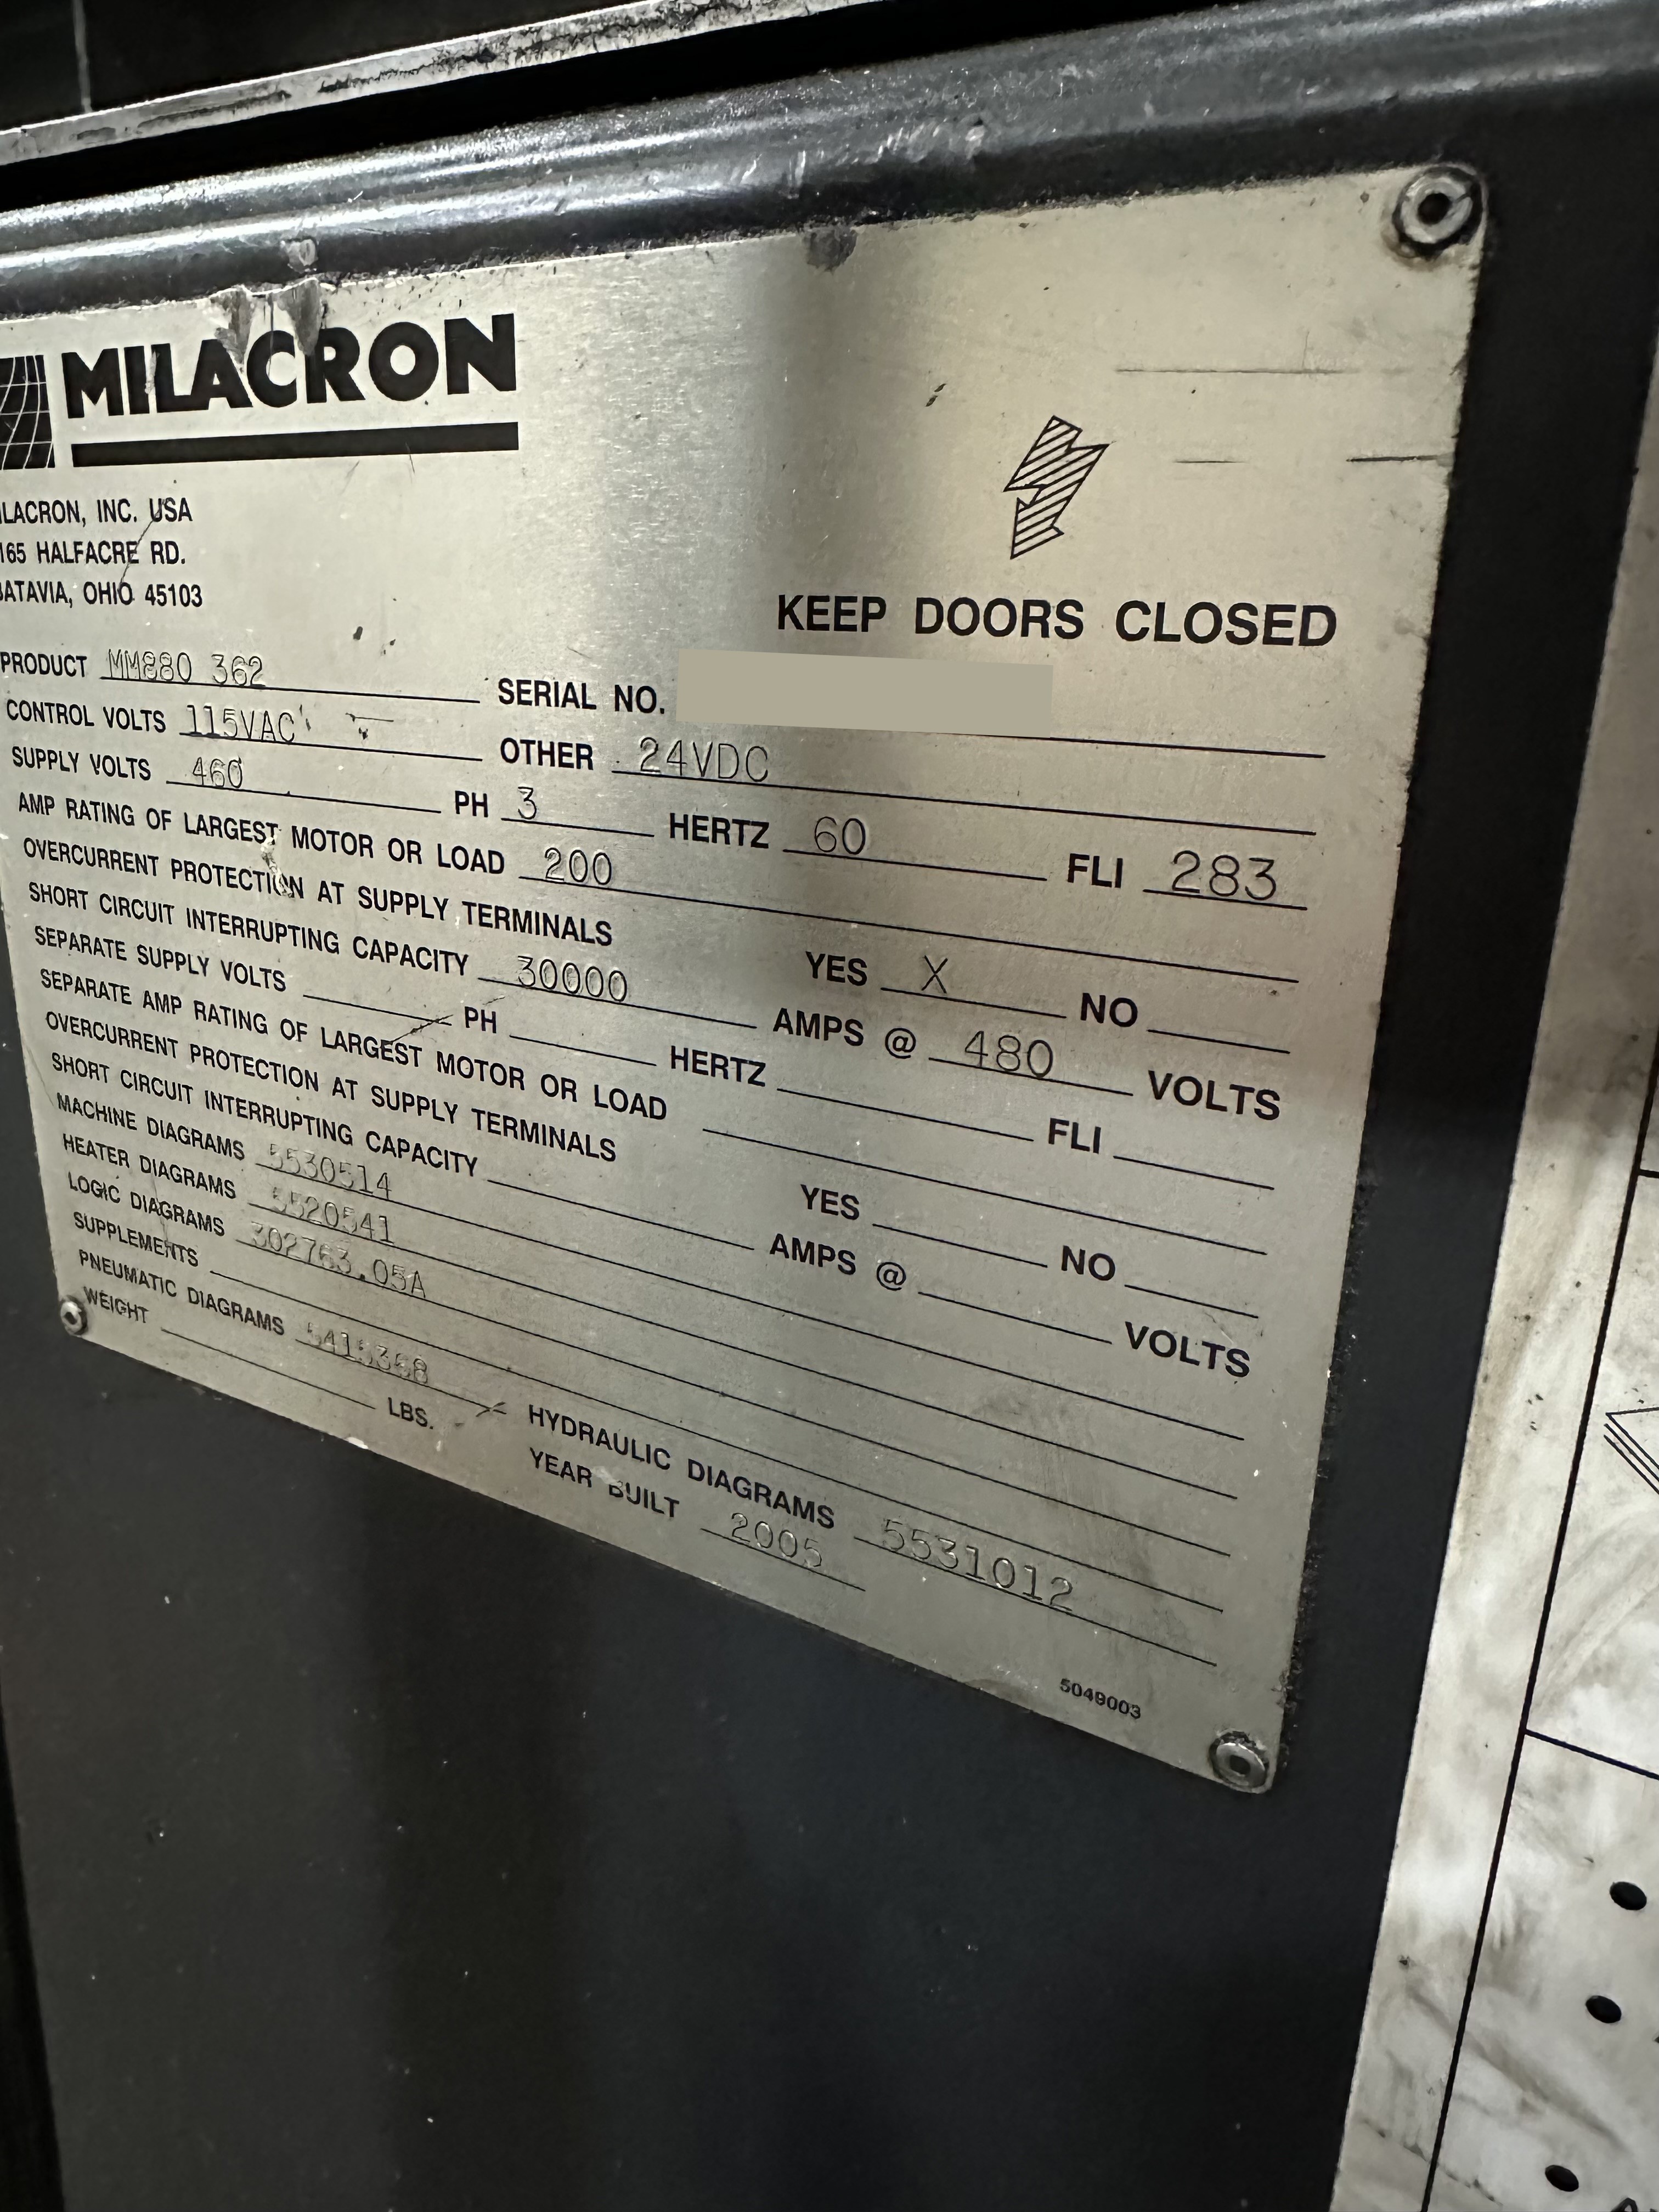 MILACRON
LACRON, INC. USA
165 HALFACRE RD.
BATAVIA, OHIO 45103
KEEP DOORS CLOSED
PRODUCT MM880 362 SERIAL NO.
CONTROL VOLTS 115VAC OTHER 24VDC
SUPPLY VOLTS 460 PH 3 HERTZ 60 FLI 283
AMP RATING OF LARGEST MOTOR OR LOAD 200
OVERCURRENT PROTECTION AT SUPPLY TERMINALS YES X NO
SHORT CIRCUIT INTERRUPTING CAPACITY 30000 AMPS @ 480 VOLTS
SEPARATE SUPPLY VOLTS PH HERTZ FLI
SEPARATE AMP RATING OF LARGEST MOTOR OR LOAD
OVERCURRENT PROTECTION AT SUPPLY TERMINALS YES NO
SHORT CIRCUIT INTERRUPTING CAPACITY AMPS @ VOLTS
MACHINE DIAGRAMS 5530514
HEATER DIAGRAMS 5520541
LOGIC DIAGRAMS 302763.05A
SUPPLEMENTS
PNEUMATIC DIAGRAMS HYDRAULIC DIAGRAMS 5531012
WEIGHT LBS. YEAR BUILT 2005
5049003